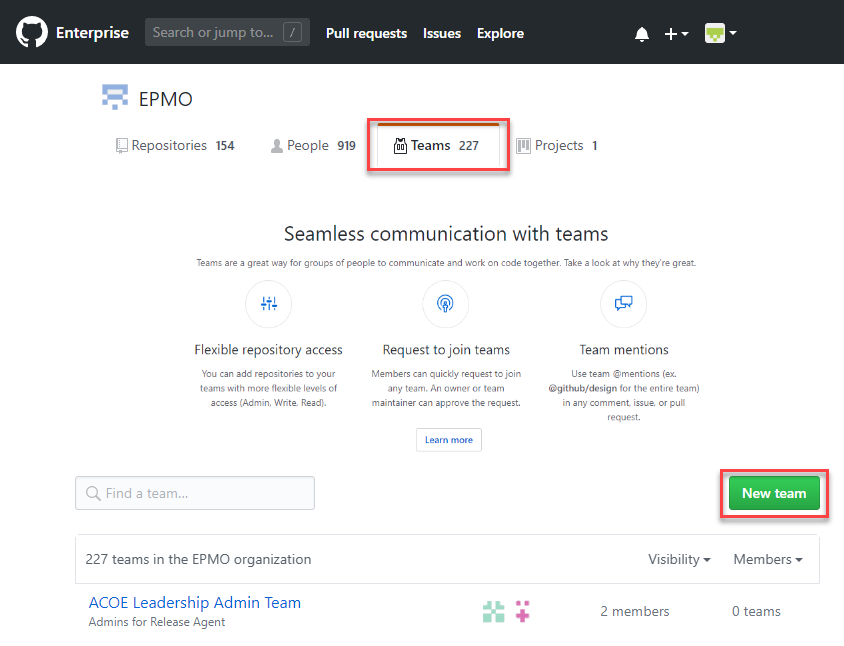 Enterprise Search or jump to... / Pull requests Issues Explore
EPMO
Repositories 154 People 919 Teams 227 Projects 1
Seamless communication with teams
Teams are a great way for groups of people to communicate and work on code together. Take a look at why they're great.
Flexible repository access
You can add repositories to your
teams with more flexible levels of
access (Admin, Write, Read).
Request to join teams
Members can quickly request to join
any team. An owner or team
maintainer can approve the request.
Team mentions
Use team @mentions (ex.
@github/design for the entire team)
in any comment, issue, or pull
request.
Learn more
Find a team... New team
227 teams in the EPMO organization Visibility Members
ACOE Leadership Admin Team
Admins for Release Agent
2 members 0 teams